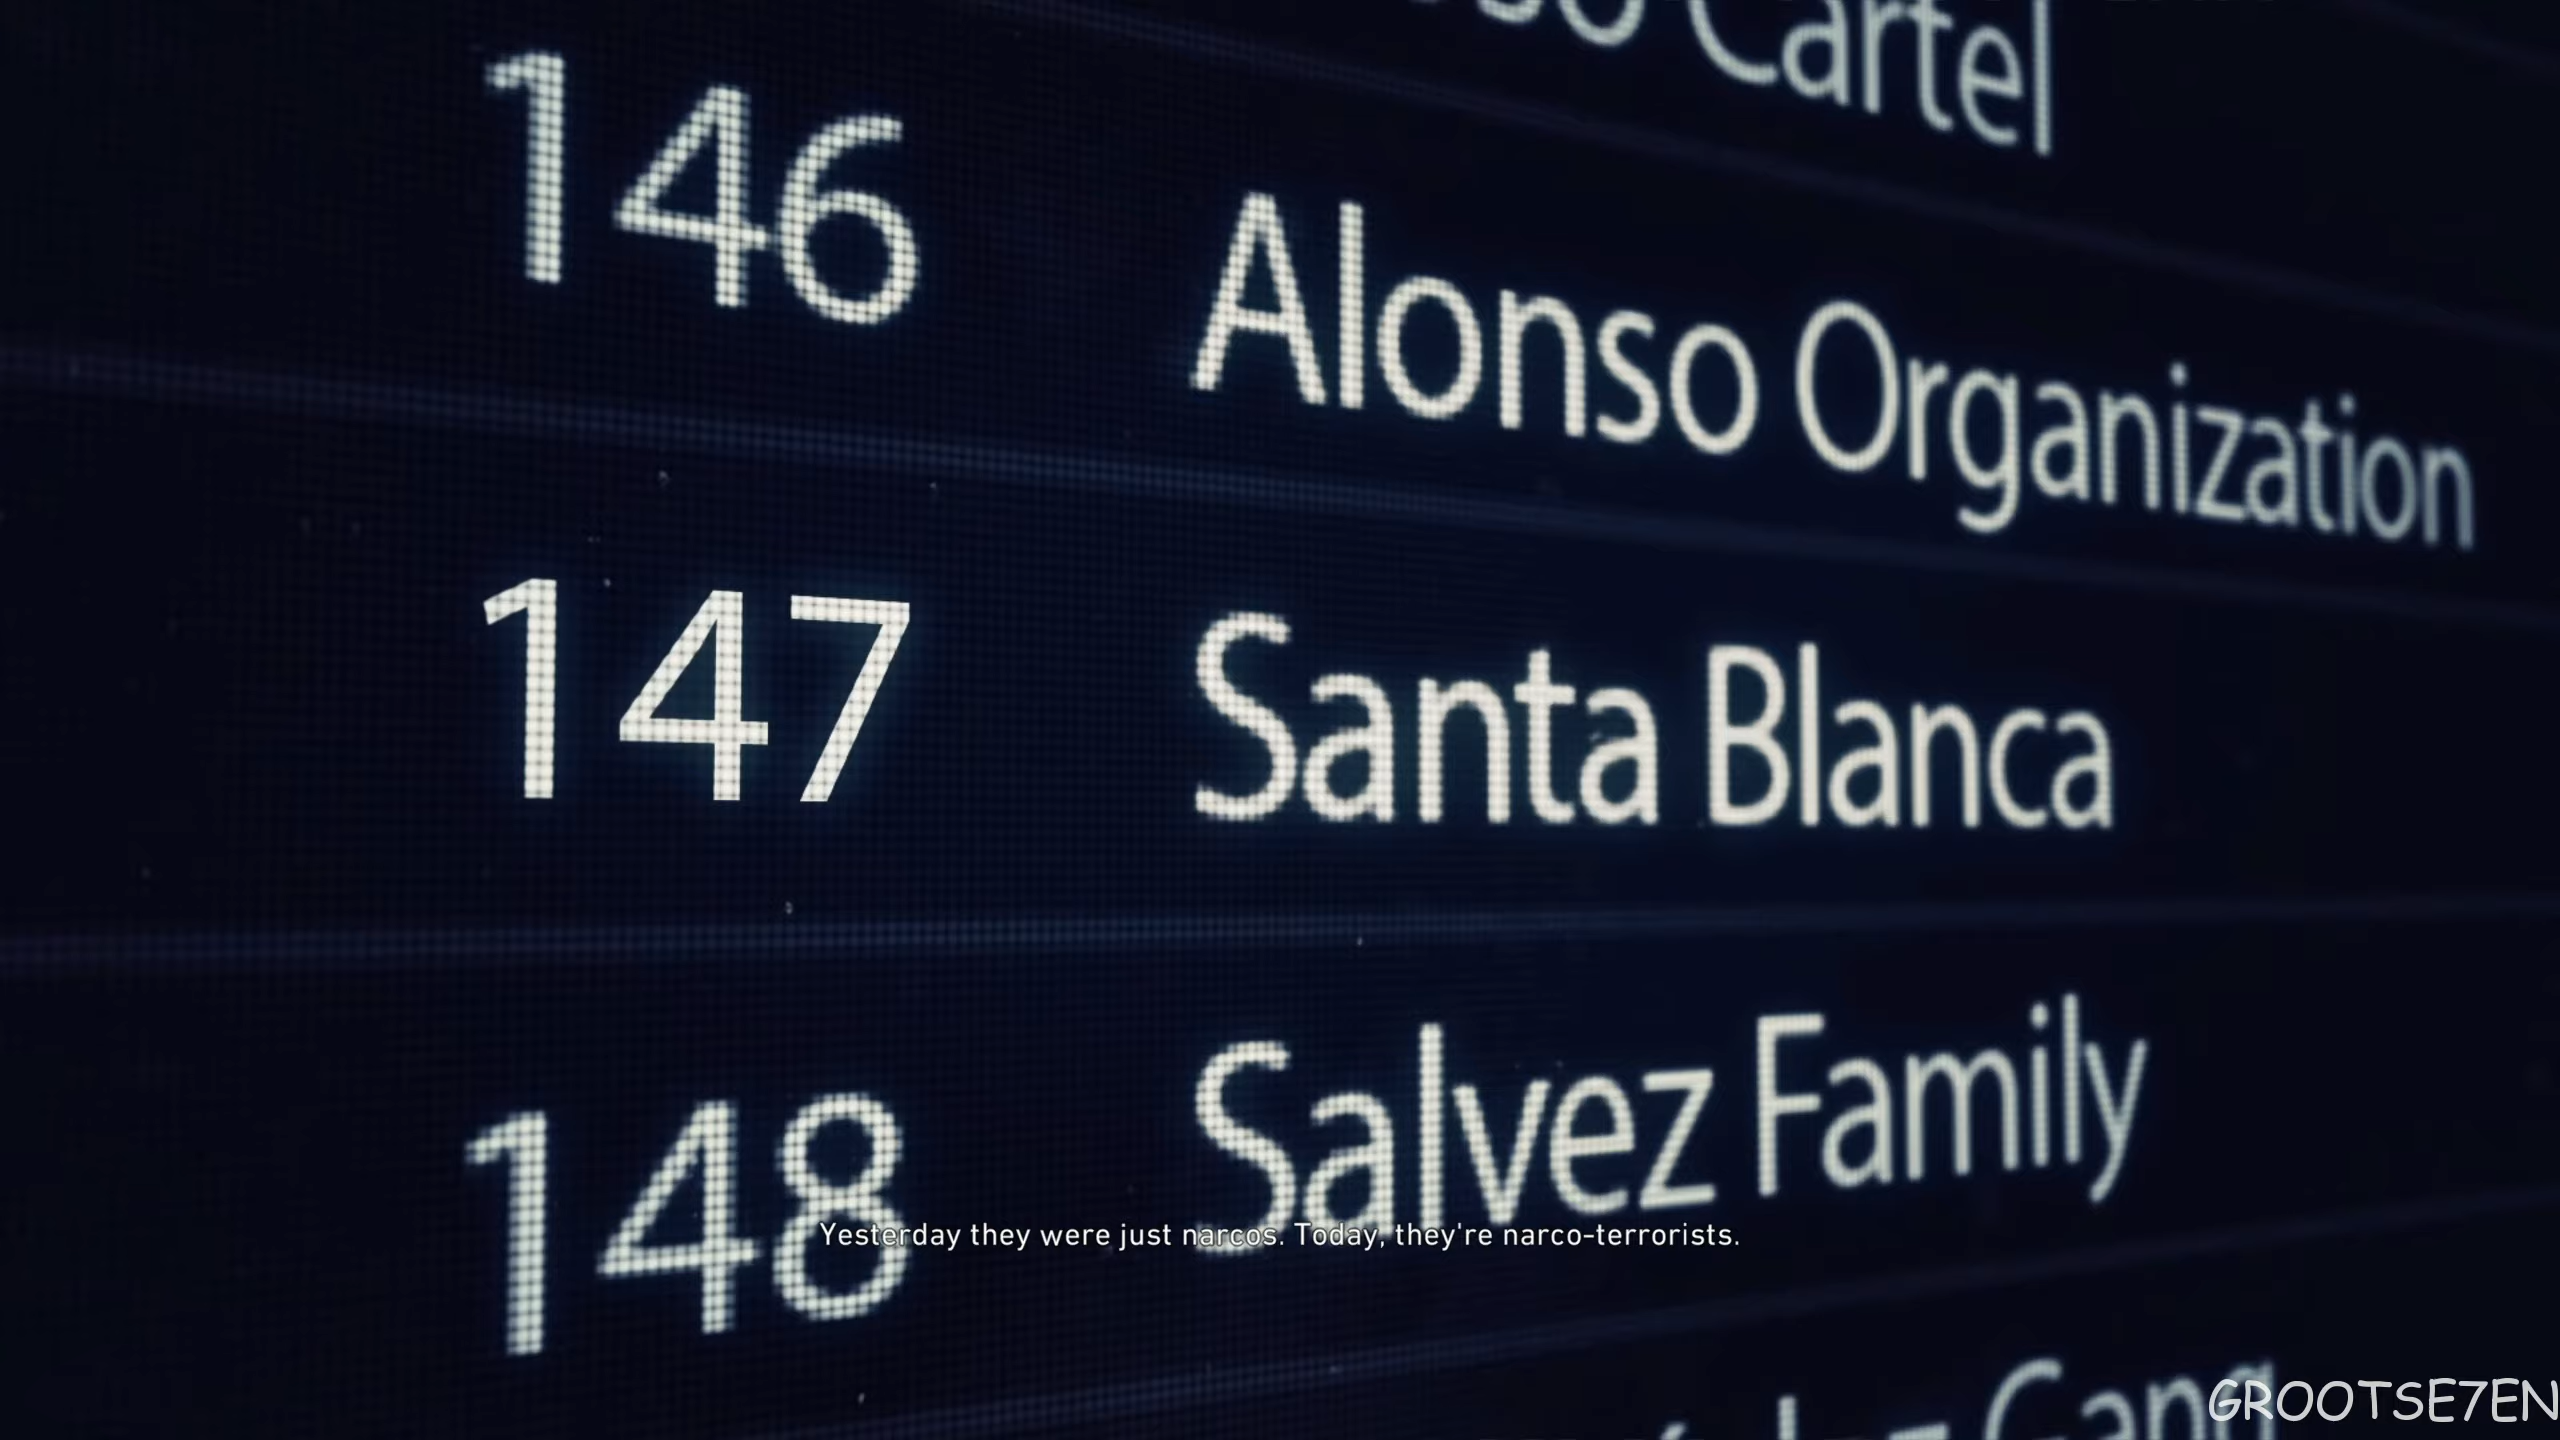 Cartel
146 Alonso Organization
147 Santa Blanca
148 Salvez Family
Yesterday they were just narcos. Today, they're narco-terrorists.
Gang
GROOTSE7EN